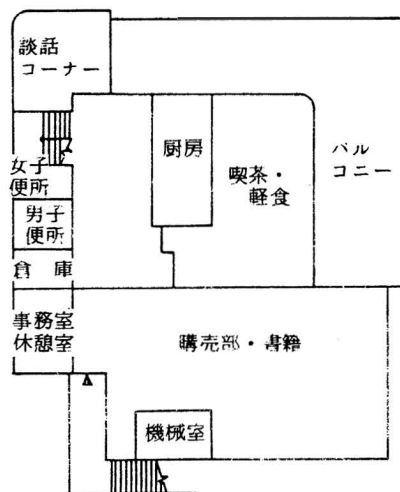 談話
コーナー
厨房
バル
コニー
喫茶・
軽食
女子
便所
男子
便所
倉庫
事務室
休憩室
購売部・書籍
機械室